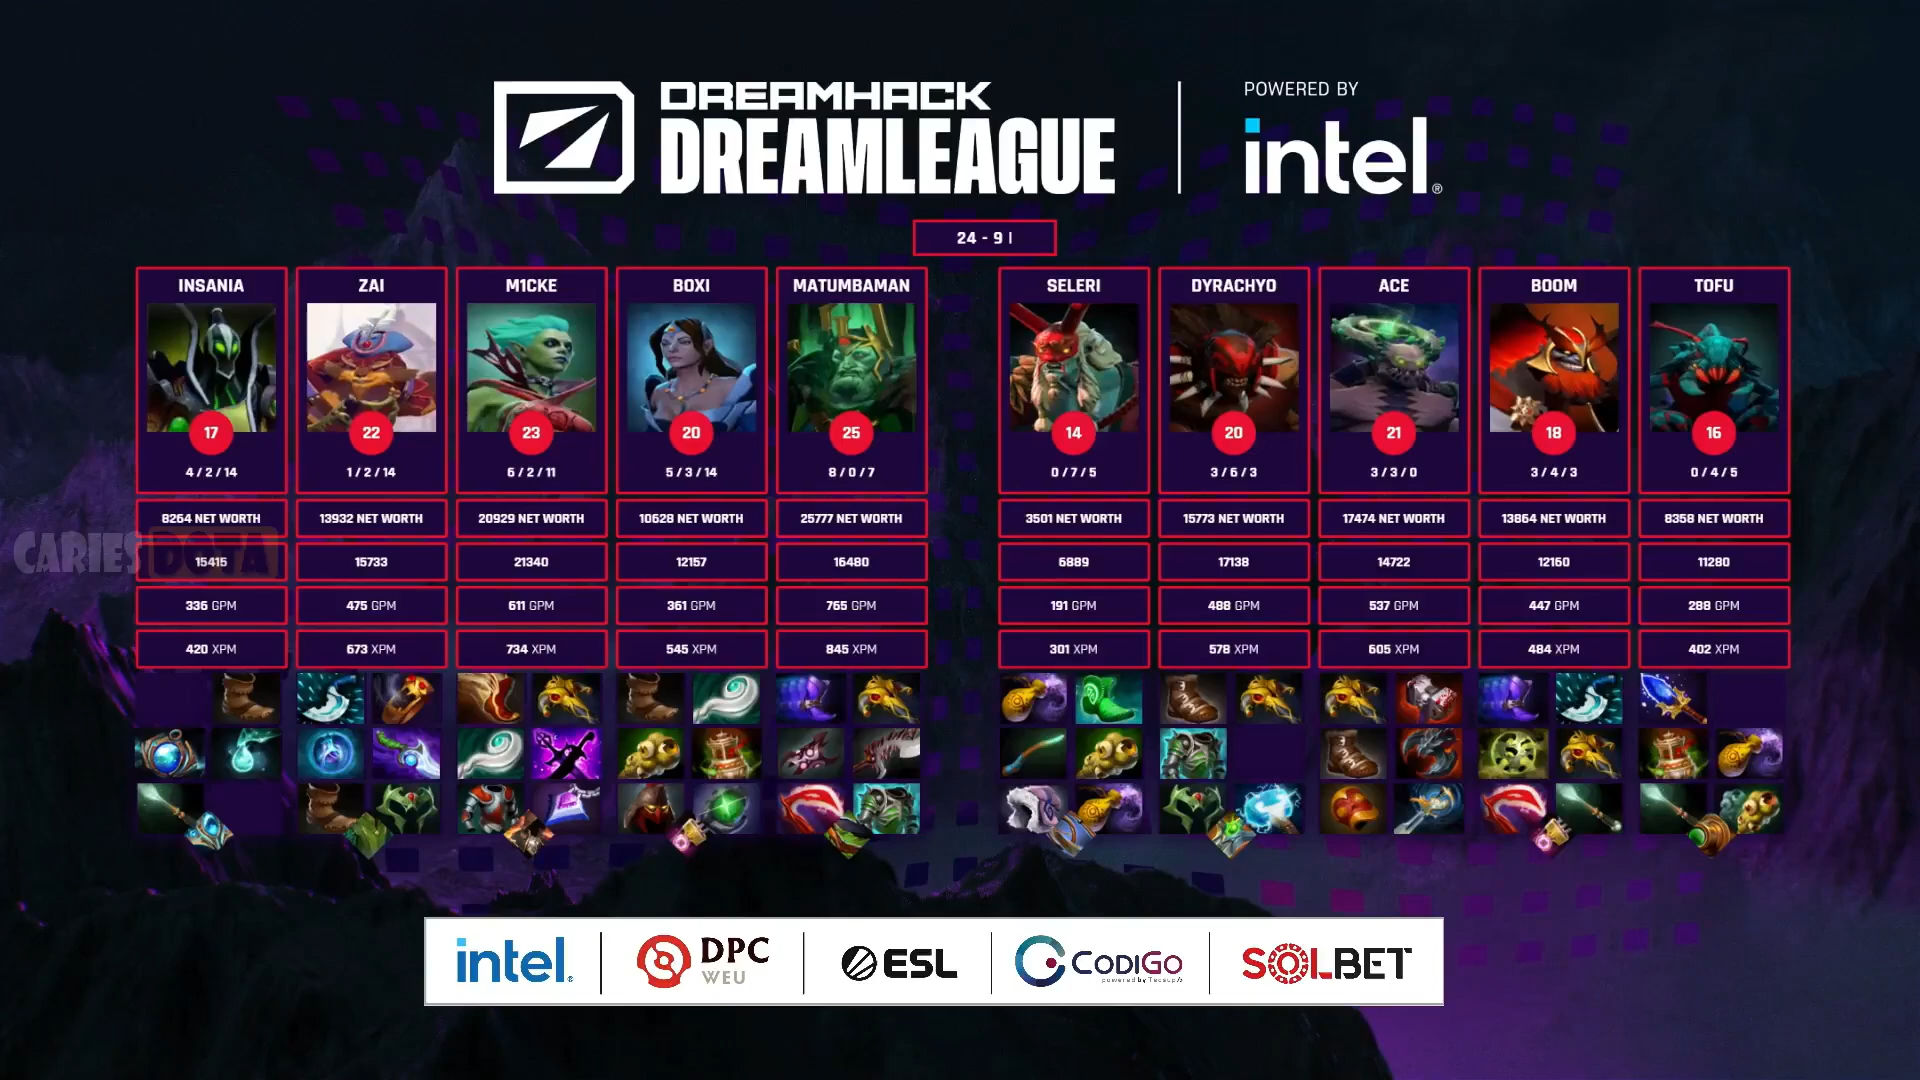 DREAMHACK
DREAMLEAGUE
POWERED BY
intel®
24 - 9
INSANIA ZAI M1CKE BOXI MATUMBAMAN SELERI DYRACHYO ACE BOOM TOFU
17 22 23 20 25 14 20 21 18 16
4 / 2 / 14 1 / 2 / 14 6 / 2 / 11 5 / 3 / 14 8 / 0 / 7 0 / 7 / 5 3 / 6 / 3 3 / 3 / 0 3 / 4 / 3 0 / 4 / 5
8264 NET WORTH 13932 NET WORTH 20929 NET WORTH 10628 NET WORTH 25777 NET WORTH 3501 NET WORTH 15773 NET WORTH 17474 NET WORTH 13864 NET WORTH 8358 NET WORTH
CARIES DOTA
15415 15733 21340 12157 16480 6889 17138 14722 12160 11280
336 GPM 475 GPM 611 GPM 361 GPM 765 GPM 191 GPM 488 GPM 537 GPM 447 GPM 288 GPM
420 XPM 673 XPM 734 XPM 545 XPM 845 XPM 301 XPM 578 XPM 605 XPM 484 XPM 402 XPM
intel. DPC WEU ESL CODIGO SOLBET
powered by Tecsup